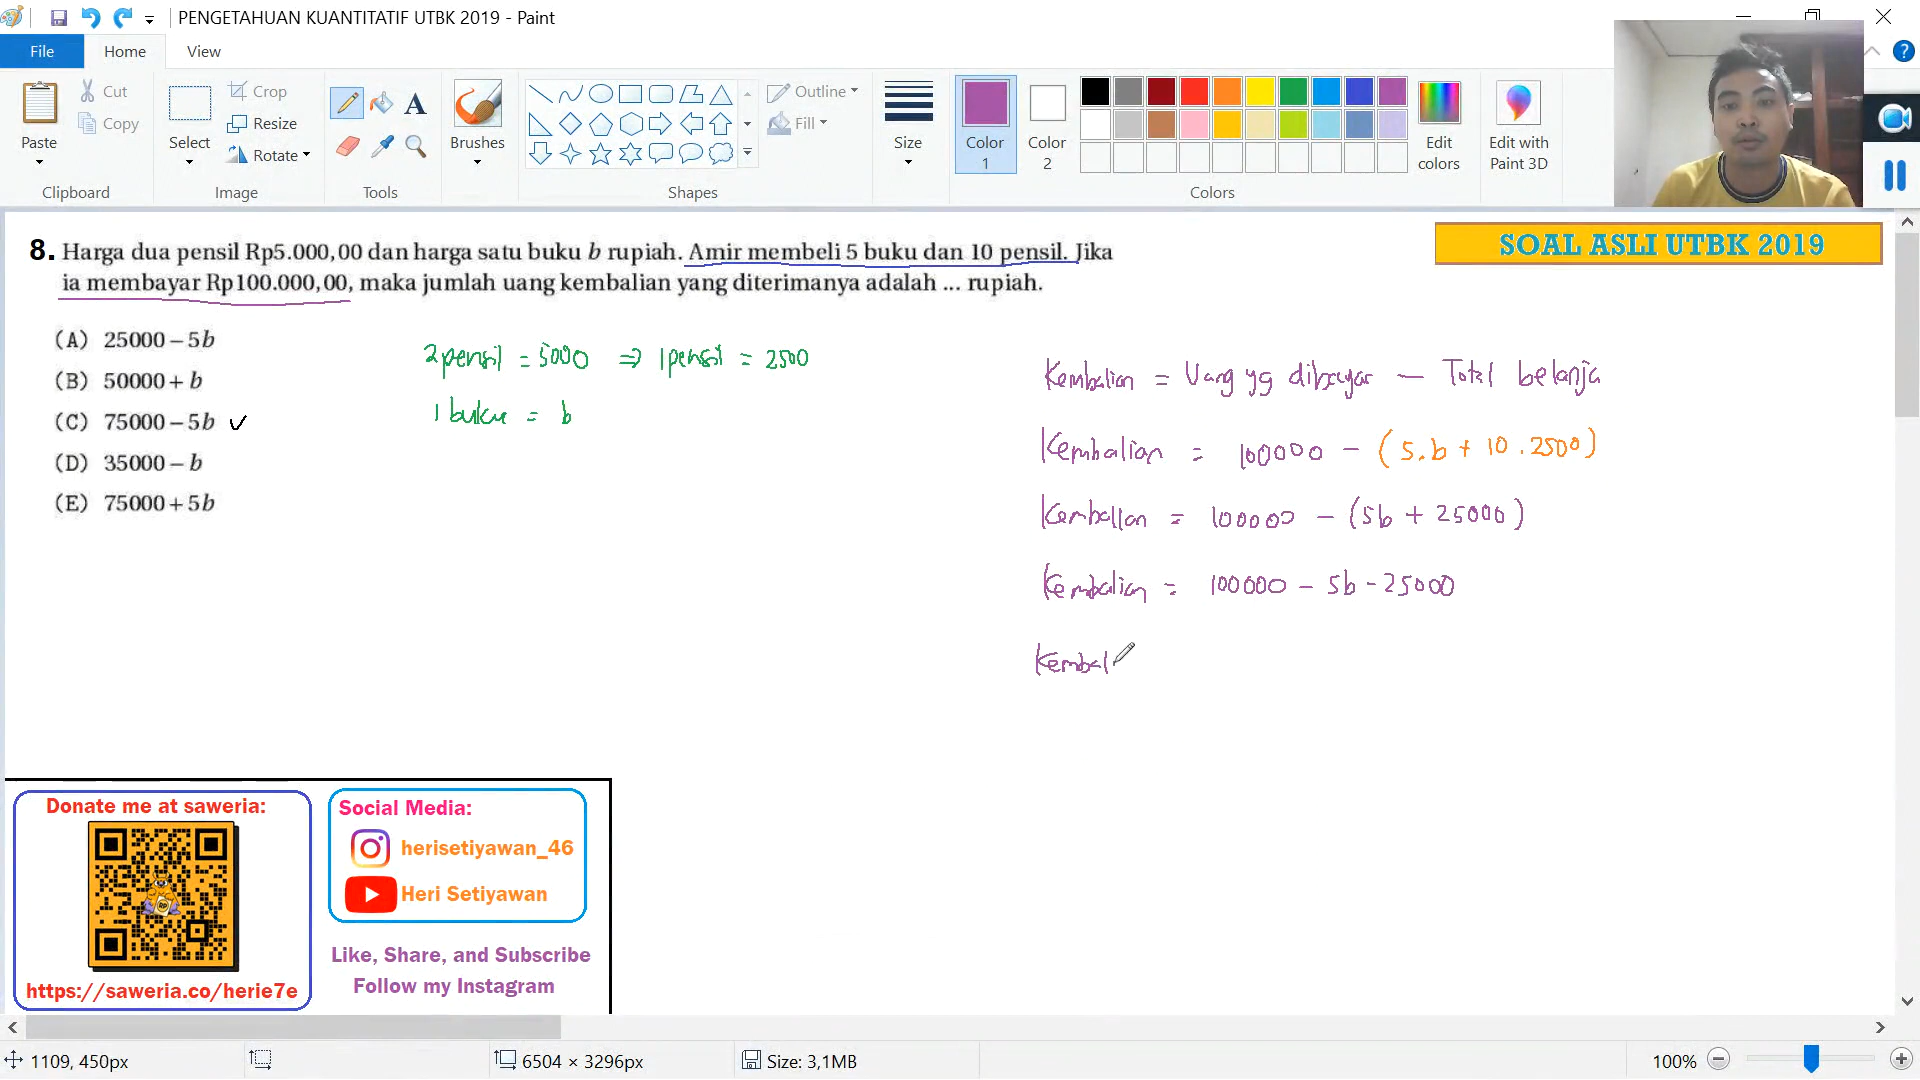 PENGETAHUAN KUANTITATIF UTBK 2019 - Paint
File Home View
Paste Cut Copy Clipboard
Select Crop Resize Rotate Image
Tools
Brushes
Outline Fill Shapes
Size
Color 1
Color 2
Edit colors
Colors
Edit with Paint 3D
SOAL ASLI UTBK 2019
8. Harga dua pensil Rp5.000,00 dan harga satu buku b rupiah. Amir membeli 5 buku dan 10 pensil. Jika
ia membayar Rp100.000,00, maka jumlah uang kembalian yang diterimanya adalah ... rupiah.
(A) 25000 – 5b
(B) 50000 + b
(C) 75000 – 5b ✓
(D) 35000 – b
(E) 75000 + 5b
2 pensil = 5000 ⇒ 1 pensil = 2500
1 buku = b
Kembalian = Uang yg dibayar — Total belanja
Kembalian = 100000 – (5.b + 10.2500)
Kembalian = 100000 – (5b + 25000)
Kembalian = 100000 – 5b – 25000
Kembal
Donate me at saweria:
RP
https://saweria.co/herie7e
Social Media:
herisetiyawan_46
Heri Setiyawan
Like, Share, and Subscribe
Follow my Instagram
1109, 450px
6504 × 3296px
Size: 3,1MB
100%